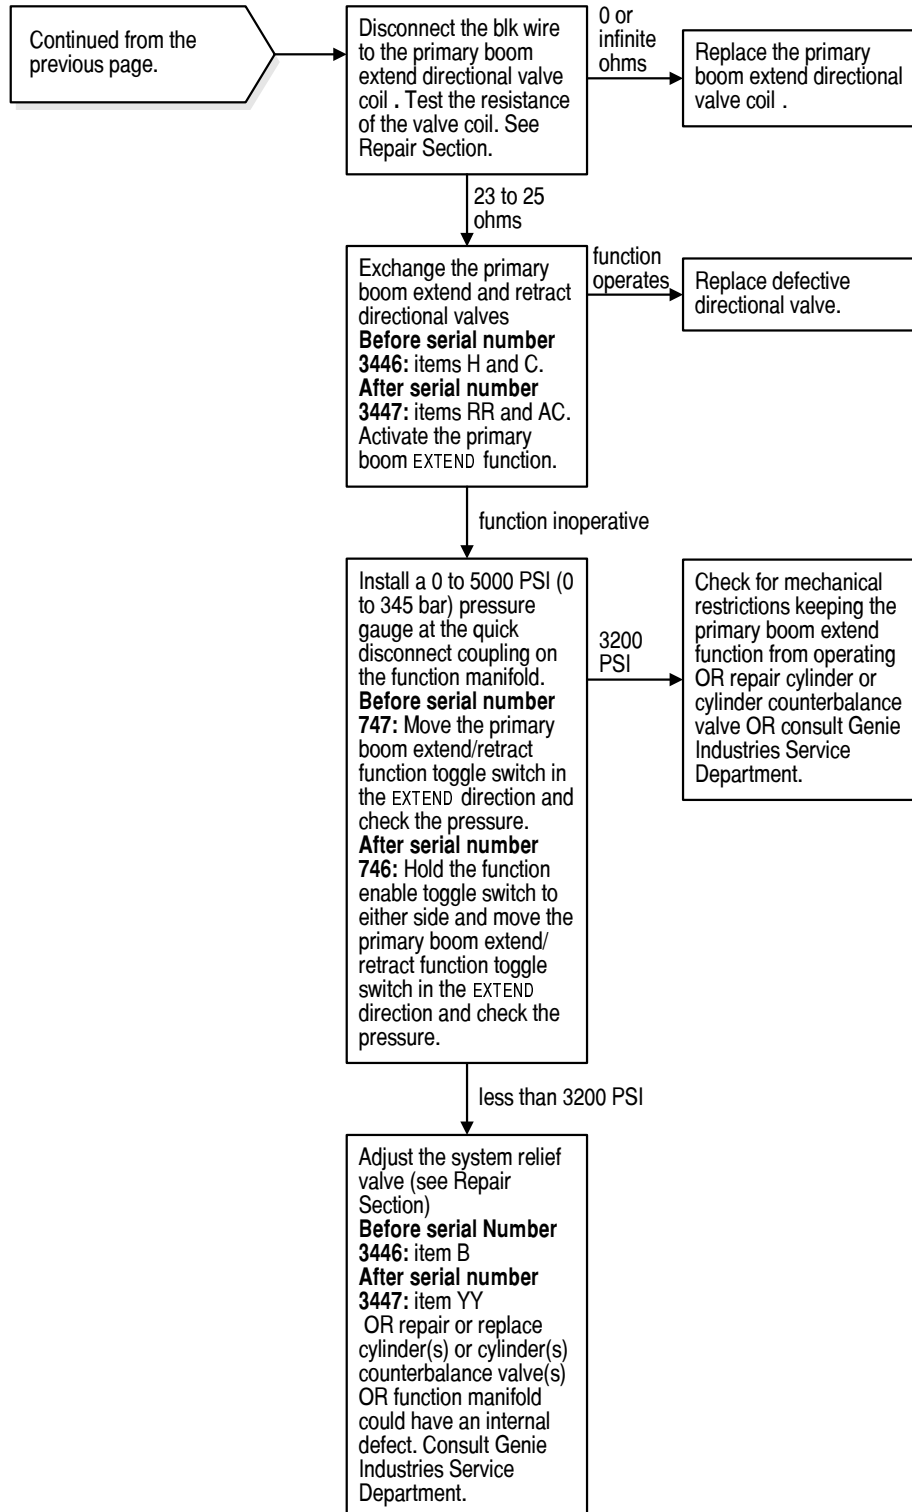 Continued from the
previous page.
Disconnect the blk wire
to the primary boom
extend directional valve
coil . Test the resistance
of the valve coil. See
Repair Section.
0 or
infinite
ohms
Replace the primary
boom extend directional
valve coil .
23 to 25
ohms
Exchange the primary
boom extend and retract
directional valves
Before serial number
3446: items H and C.
After serial number
3447: items RR and AC.
Activate the primary
boom EXTEND function.
function
operates
Replace defective
directional valve.
function inoperative
Install a 0 to 5000 PSI (0
to 345 bar) pressure
gauge at the quick
disconnect coupling on
the function manifold.
Before serial number
747: Move the primary
boom extend/retract
function toggle switch in
the EXTEND direction and
check the pressure.
After serial number
746: Hold the function
enable toggle switch to
either side and move the
primary boom extend/
retract function toggle
switch in the EXTEND
direction and check the
pressure.
3200
PSI
Check for mechanical
restrictions keeping the
primary boom extend
function from operating
OR repair cylinder or
cylinder counterbalance
valve OR consult Genie
Industries Service
Department.
less than 3200 PSI
Adjust the system relief
valve (see Repair
Section)
Before serial Number
3446: item B
After serial number
3447: item YY
OR repair or replace
cylinder(s) or cylinder(s)
counterbalance valve(s)
OR function manifold
could have an internal
defect. Consult Genie
Industries Service
Department.